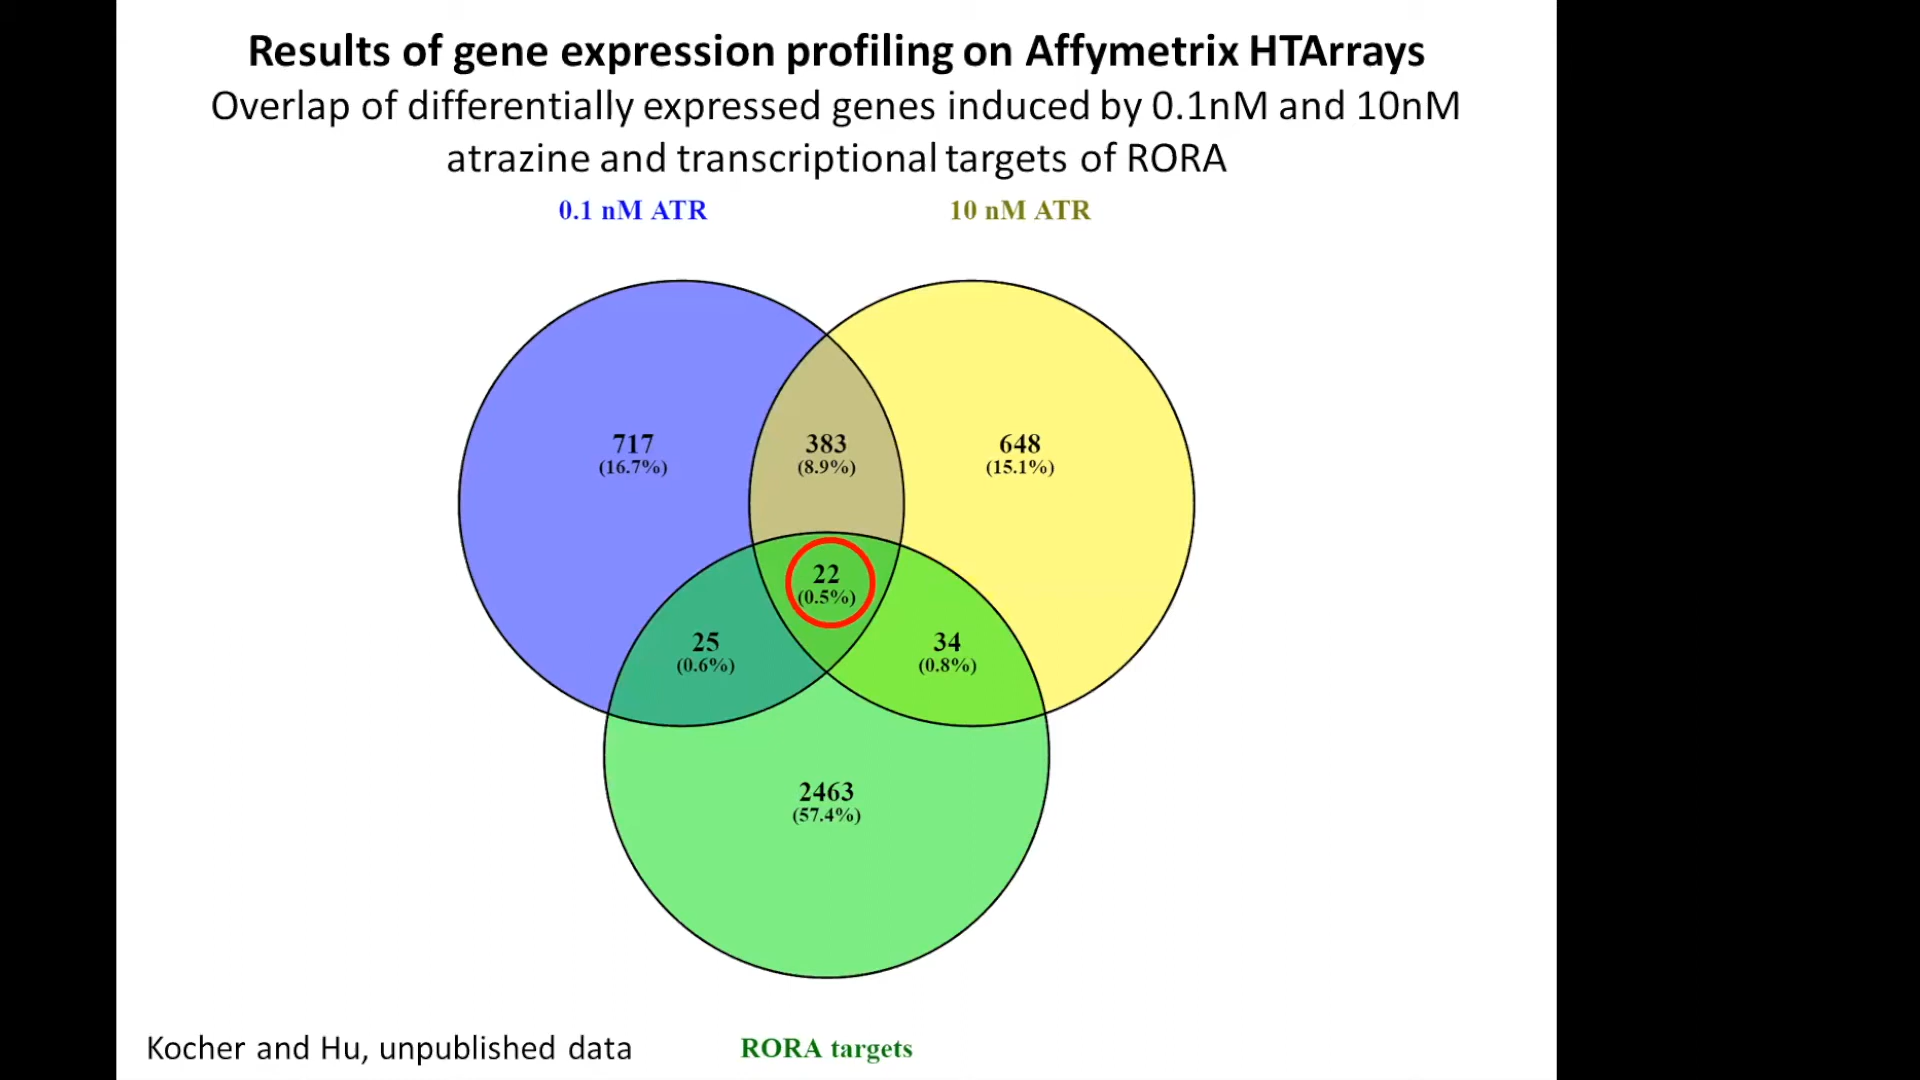 Results of gene expression profiling on Affymetrix HTArrays
Overlap of differentially expressed genes induced by 0.1nM and 10nM
atrazine and transcriptional targets of RORA
0.1 nM ATR
10 nM ATR
717
(16.7%)
383
(8.9%)
648
(15.1%)
22
(0.5%)
25
(0.6%)
34
(0.8%)
2463
(57.4%)
Kocher and Hu, unpublished data
RORA targets